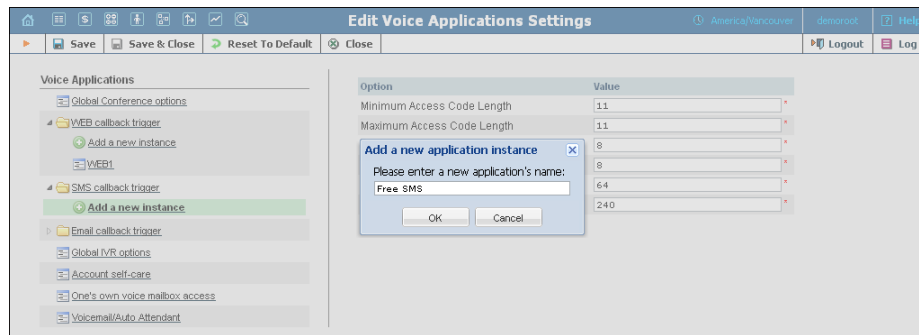 Edit Voice Applications Settings
America/Vancouver
demoroot
Help
Save
Save & Close
Reset To Default
Close
Logout
Log
Voice Applications
Global Conference options
WEB callback trigger
Add a new instance
WEB1
SMS callback trigger
Add a new instance
Email callback trigger
Global IVR options
Account self-care
One's own voice mailbox access
Voicemail/Auto Attendant
Option Value
Minimum Access Code Length 11 *
Maximum Access Code Length 11 *
8 *
8 *
64 *
240 *
Add a new application instance
Please enter a new application's name:
Free SMS
OK Cancel